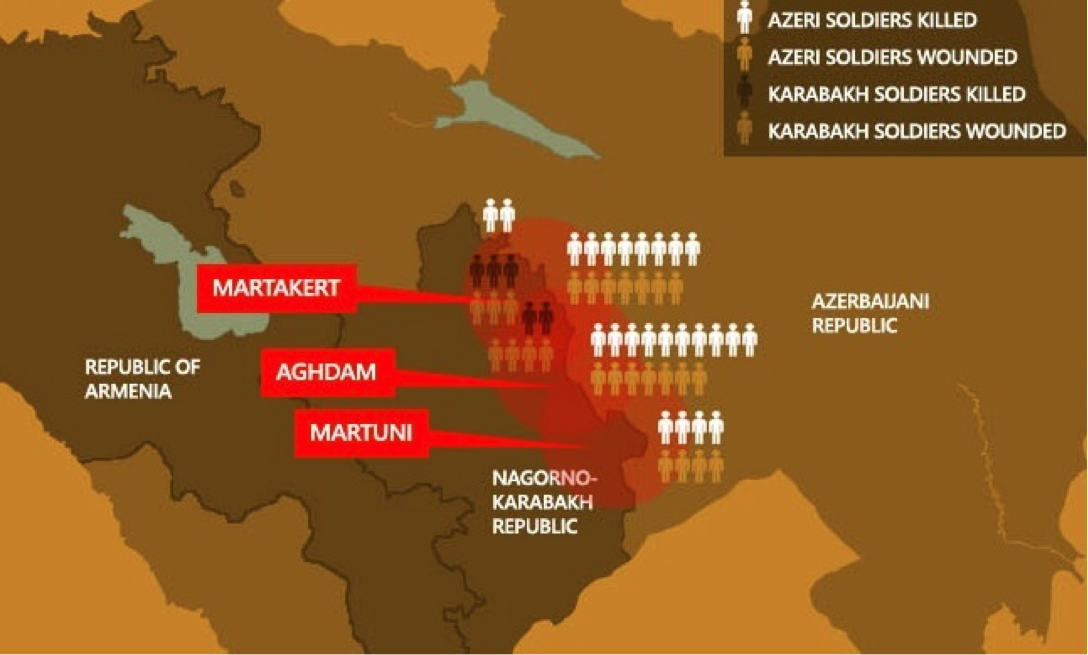 AZERI SOLDIERS KILLED
AZERI SOLDIERS WOUNDED
KARABAKH SOLDIERS KILLED
KARABAKH SOLDIERS WOUNDED
MARTAKERT
AZERBAIJANI
REPUBLIC
REPUBLIC OF
ARMENIA
AGHDAM
MARTUNI
NAGORNO-
KARABAKH
REPUBLIC